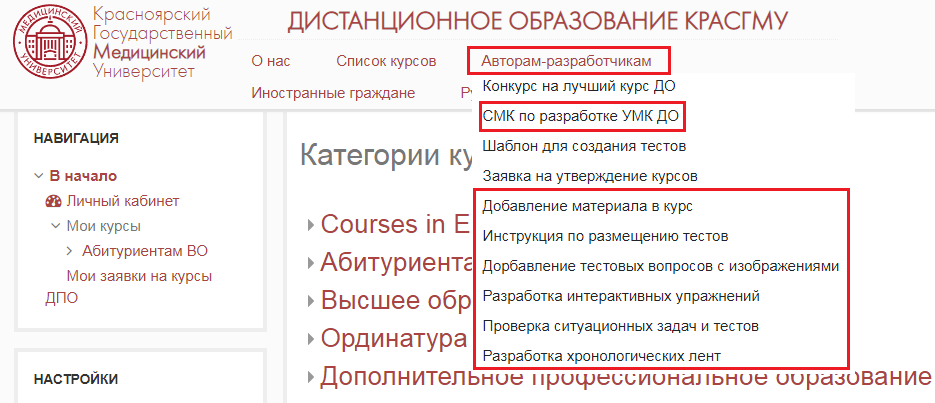 МЕДИЦИНСКИЙ УНИВЕРСИТЕТ
Красноярский
Государственный
Медицинский
Университет
ДИСТАНЦИОННОЕ ОБРАЗОВАНИЕ КРАСГМУ
О нас Список курсов Авторам-разработчикам
Иностранные граждане
Конкурс на лучший курс ДО
СМК по разработке УМК ДО
Шаблон для создания тестов
Заявка на утверждение курсов
Добавление материала в курс
Инструкция по размещению тестов
Дорбавление тестовых вопросов с изображениями
Разработка интерактивных упражнений
Проверка ситуационных задач и тестов
Разработка хронологических лент
НАВИГАЦИЯ
В начало
Личный кабинет
Мои курсы
Абитуриентам ВО
Мои заявки на курсы
ДПО
НАСТРОЙКИ
Категории ку
Courses in E
Абитуриента
Высшее обр
Ординатура
Дополнительное профессиональное образование